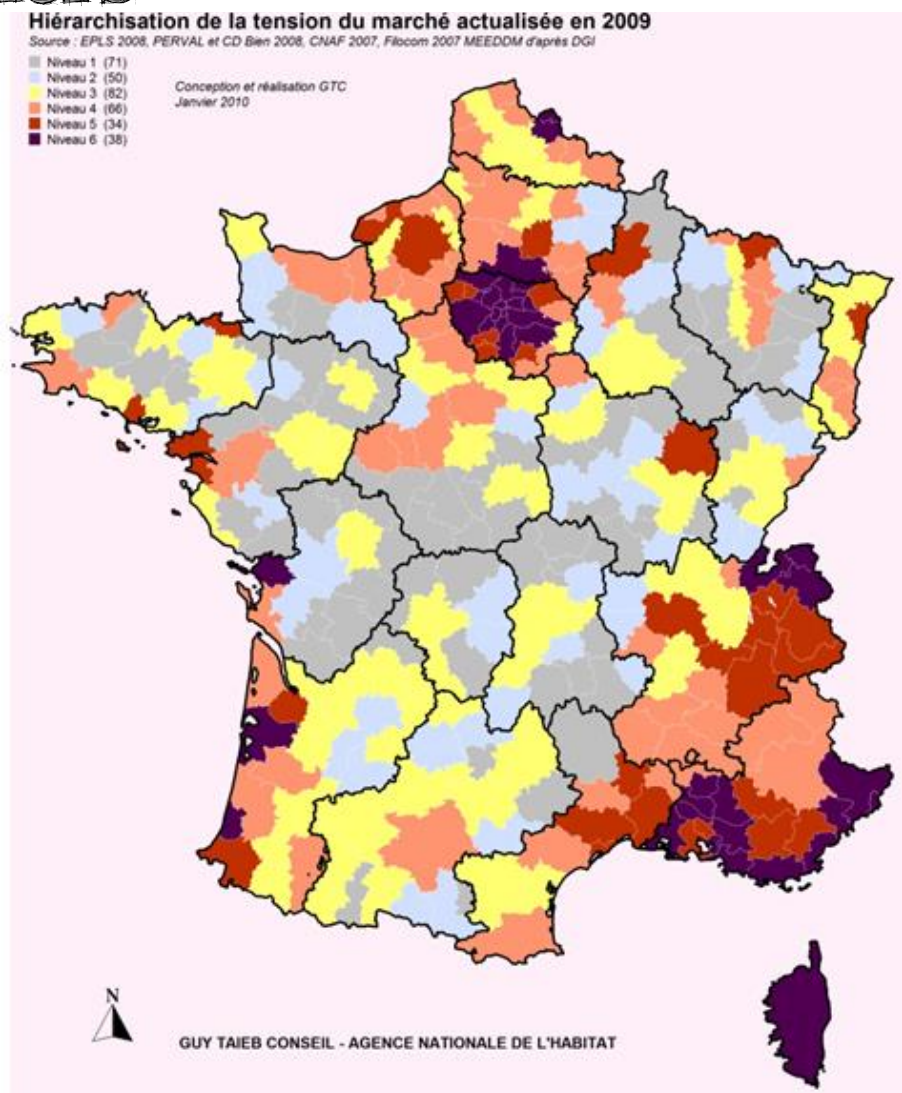 Hiérarchisation de la tension du marché actualisée en 2009
Source : EPLS 2008, PERVAL et CD Bien 2008, CNAF 2007, Filocom 2007 MEEDDM d'après DGI
Niveau 1 (71)
Niveau 2 (50)
Niveau 3 (82)
Niveau 4 (66)
Niveau 5 (34)
Niveau 6 (38)
Conception et réalisation GTC
Janvier 2010
N
GUY TAIEB CONSEIL - AGENCE NATIONALE DE L'HABITAT